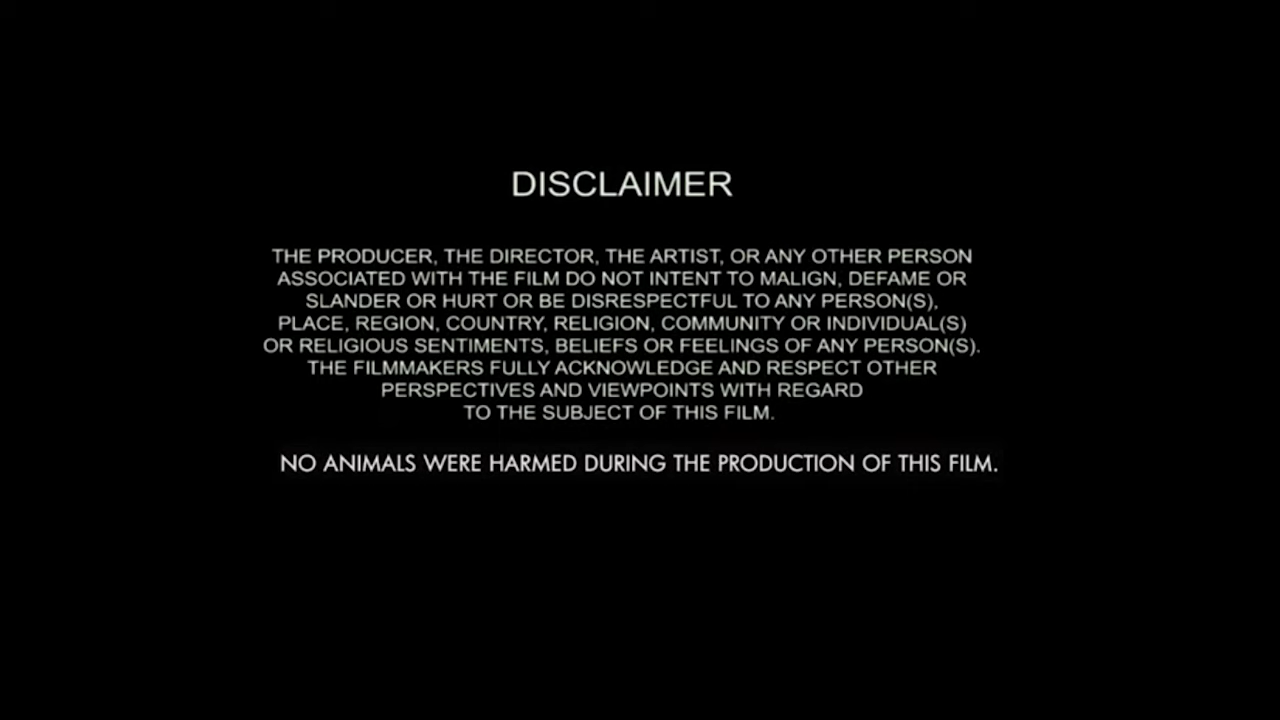 DISCLAIMER
THE PRODUCER, THE DIRECTOR, THE ARTIST, OR ANY OTHER PERSON
ASSOCIATED WITH THE FILM DO NOT INTENT TO MALIGN, DEFAME OR
SLANDER OR HURT OR BE DISRESPECTFUL TO ANY PERSON(S),
PLACE, REGION, COUNTRY, RELIGION, COMMUNITY OR INDIVIDUAL(S)
OR RELIGIOUS SENTIMENTS, BELIEFS OR FEELINGS OF ANY PERSON(S).
THE FILMMAKERS FULLY ACKNOWLEDGE AND RESPECT OTHER
PERSPECTIVES AND VIEWPOINTS WITH REGARD
TO THE SUBJECT OF THIS FILM.
NO ANIMALS WERE HARMED DURING THE PRODUCTION OF THIS FILM.